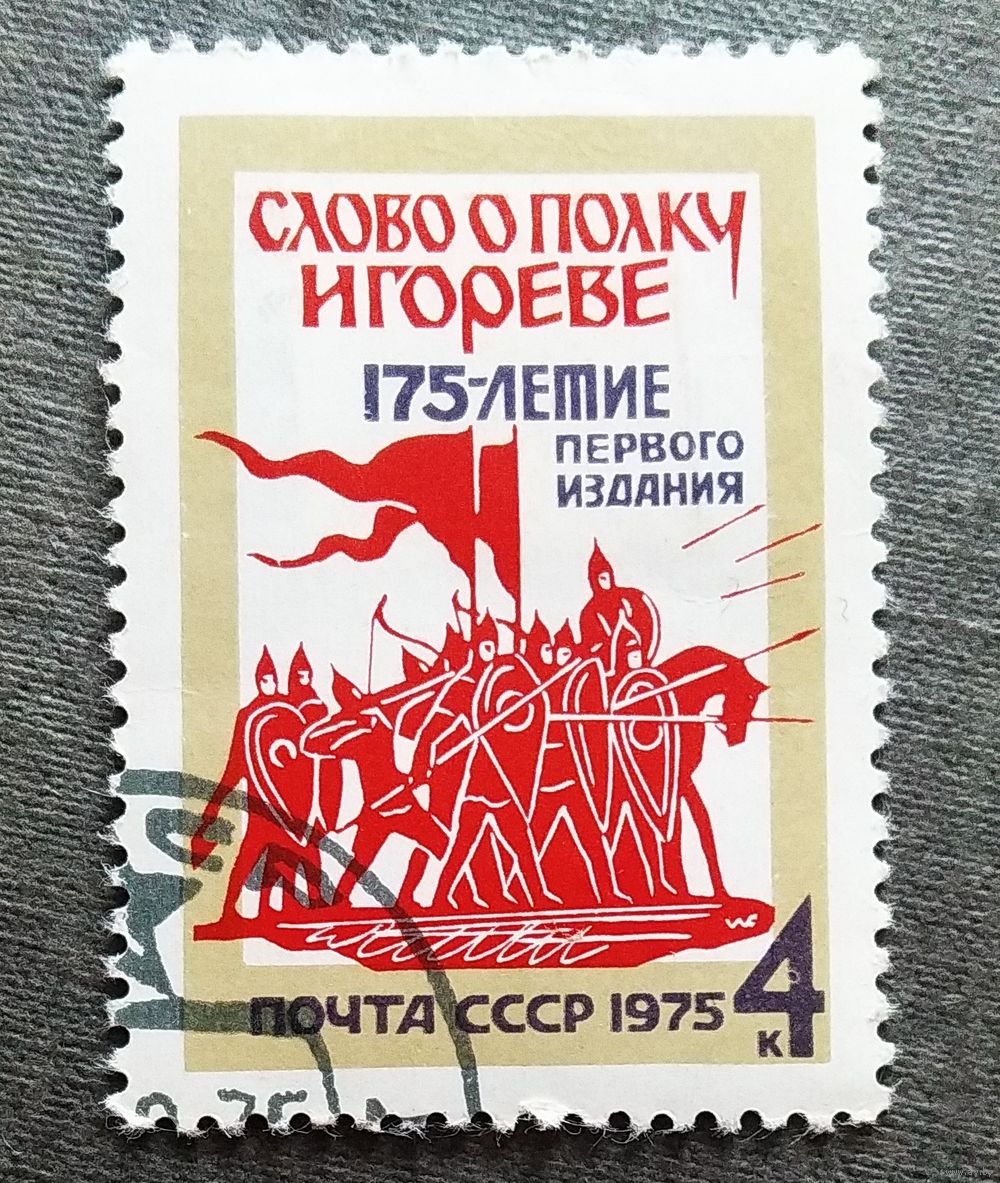 СЛОВО О ПОЛКУ
ИГОРЕВЕ
175-ЛЕТИЕ
ПЕРВОГО
ИЗДАНИЯ
ПОЧТА СССР 1975 4
к